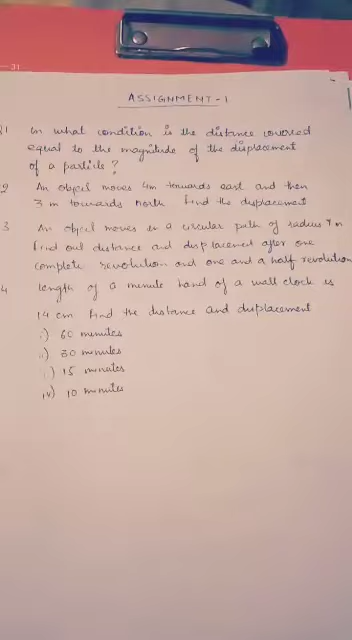 31
ASSIGNMENT-1
Q1 In what condition is the distance covered
equal to the magnitude of the displacement
of a particle?
2 An object moves 4m towards east and then
3 m towards north find the displacement
3 An object moves in a circular path of radius 7m
find out distance and displacement after one
complete revolution and one and a half revolution
4 length of a minute hand of a wall clock is
14 cm find the distance and displacement
i) 60 minutes
ii) 30 minutes
iii) 15 minutes
iv) 10 minutes